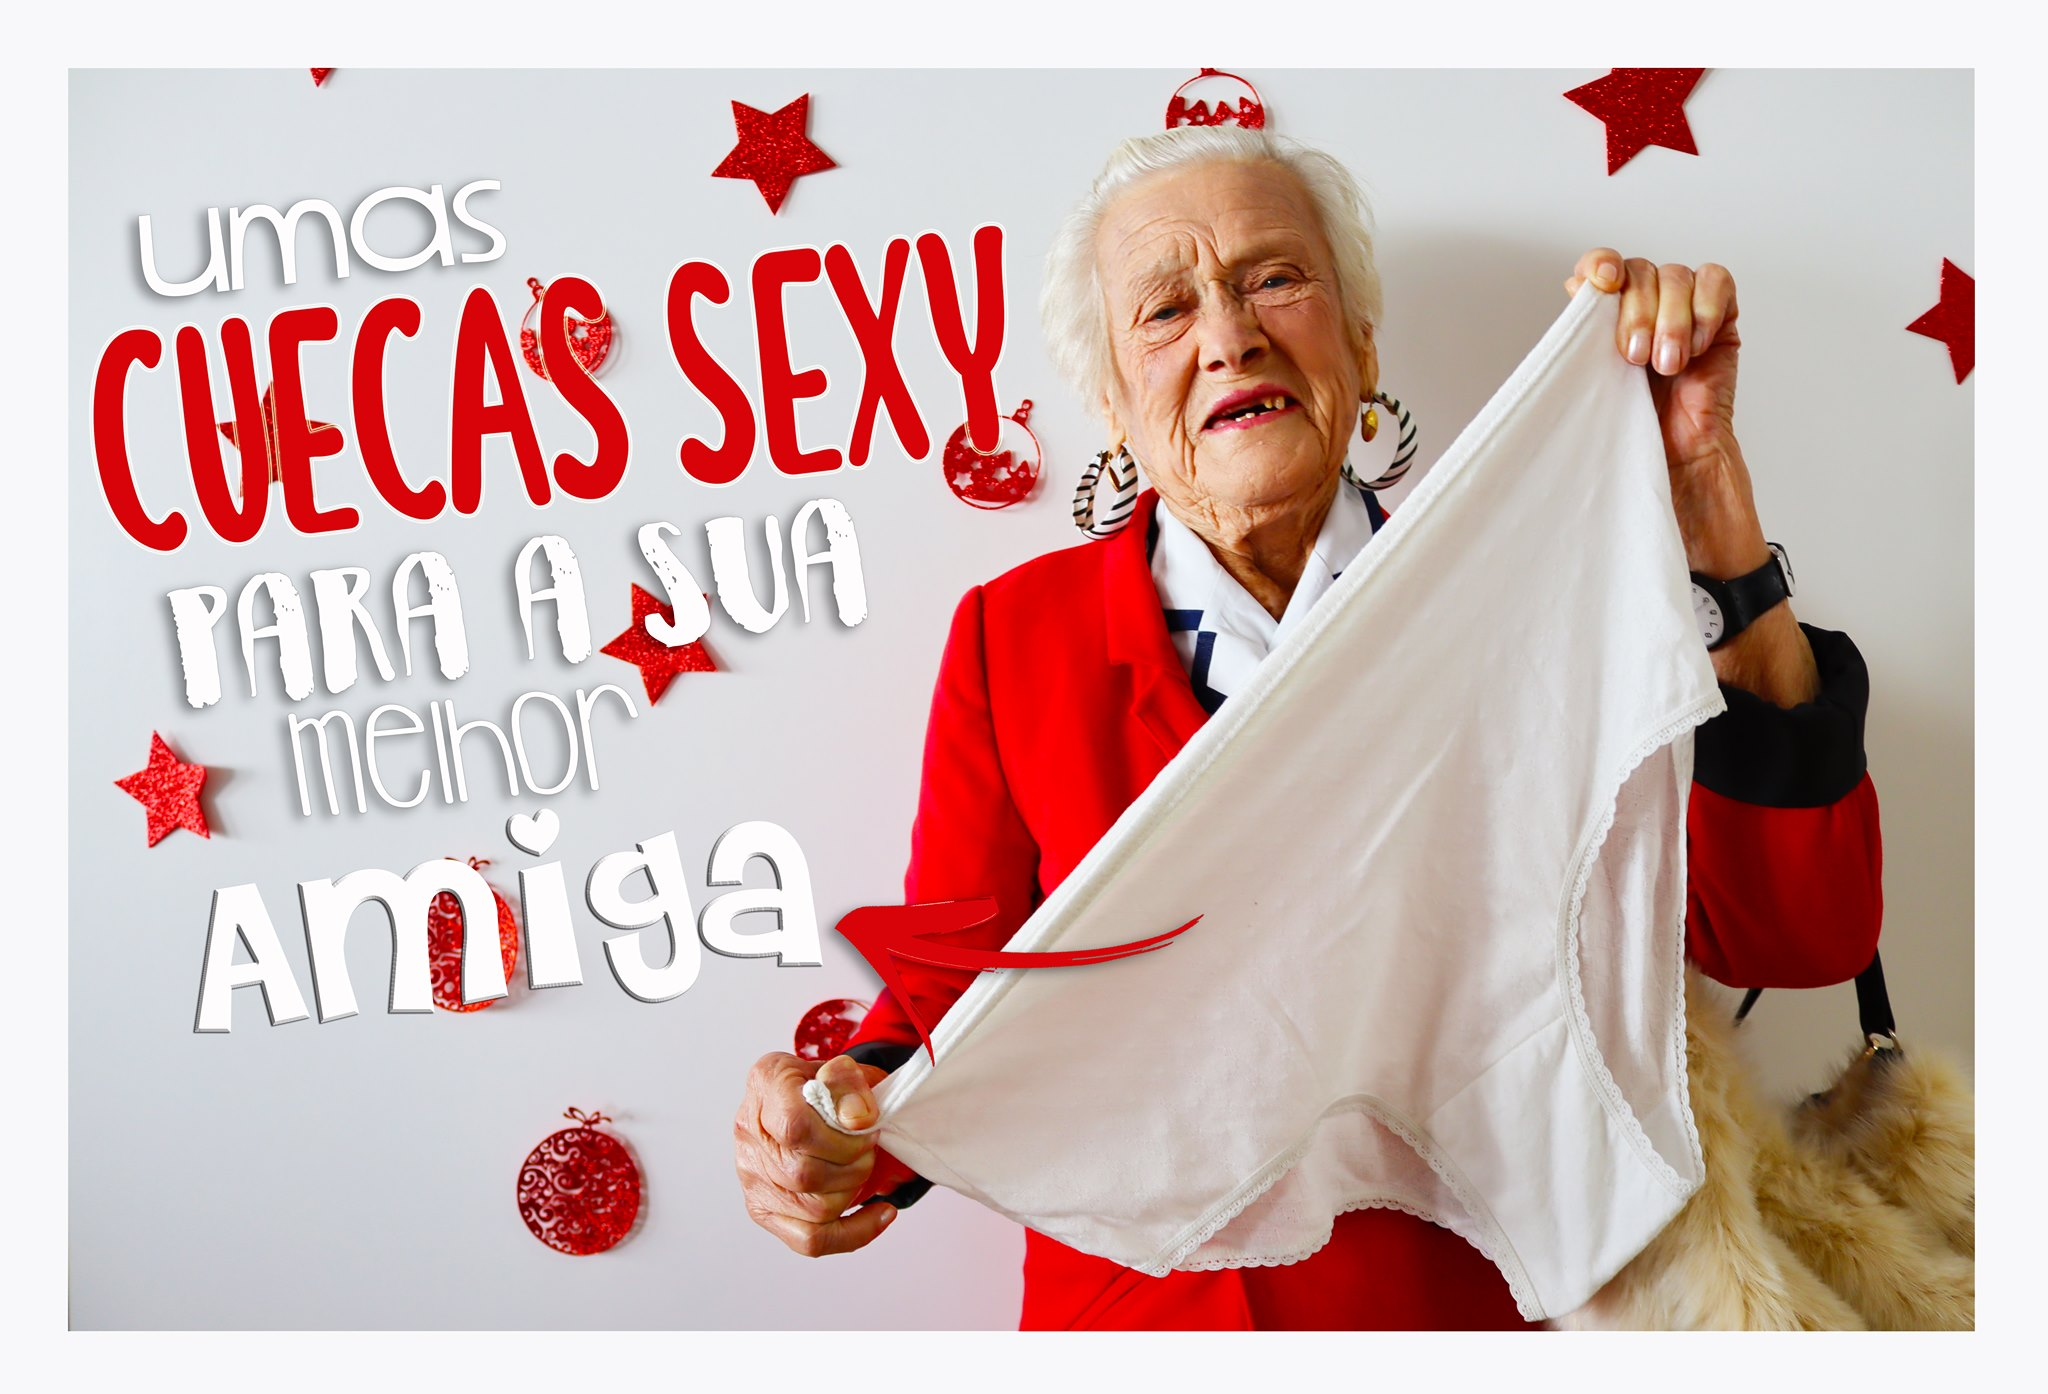 umas
CUECAS SEXY
PARA A SUA
melhor
Amiga